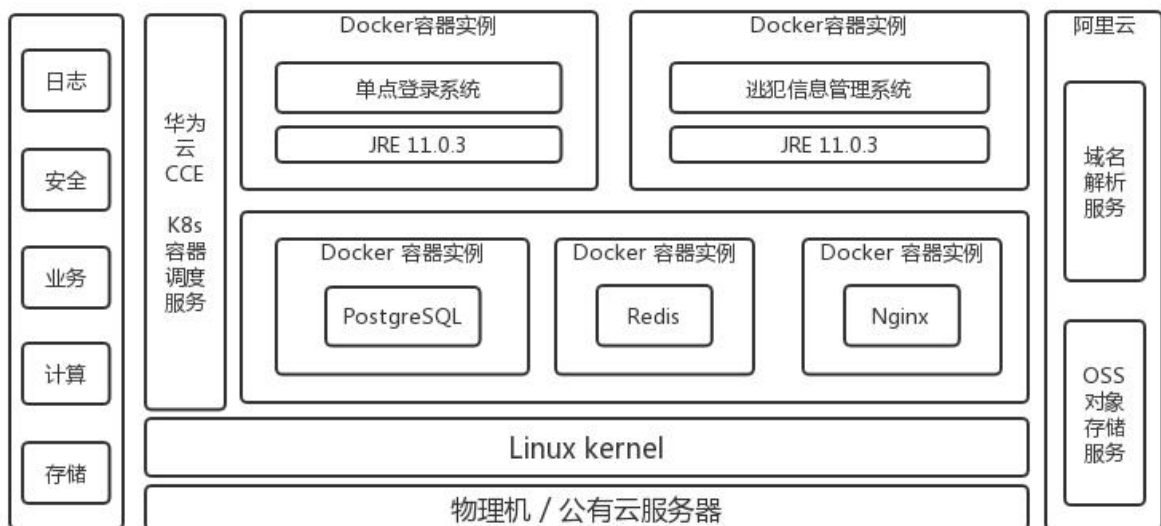 日志
安全
业务
计算
存储
华为
云
CCE
K8s
容器
调度
服务
Docker容器实例
单点登录系统
JRE 11.0.3
Docker容器实例
逃犯信息管理系统
JRE 11.0.3
Docker 容器实例
PostgreSQL
Docker 容器实例
Redis
Docker 容器实例
Nginx
Linux kernel
物理机 / 公有云服务器
阿里云
域名
解析
服务
OSS
对象
存储
服务